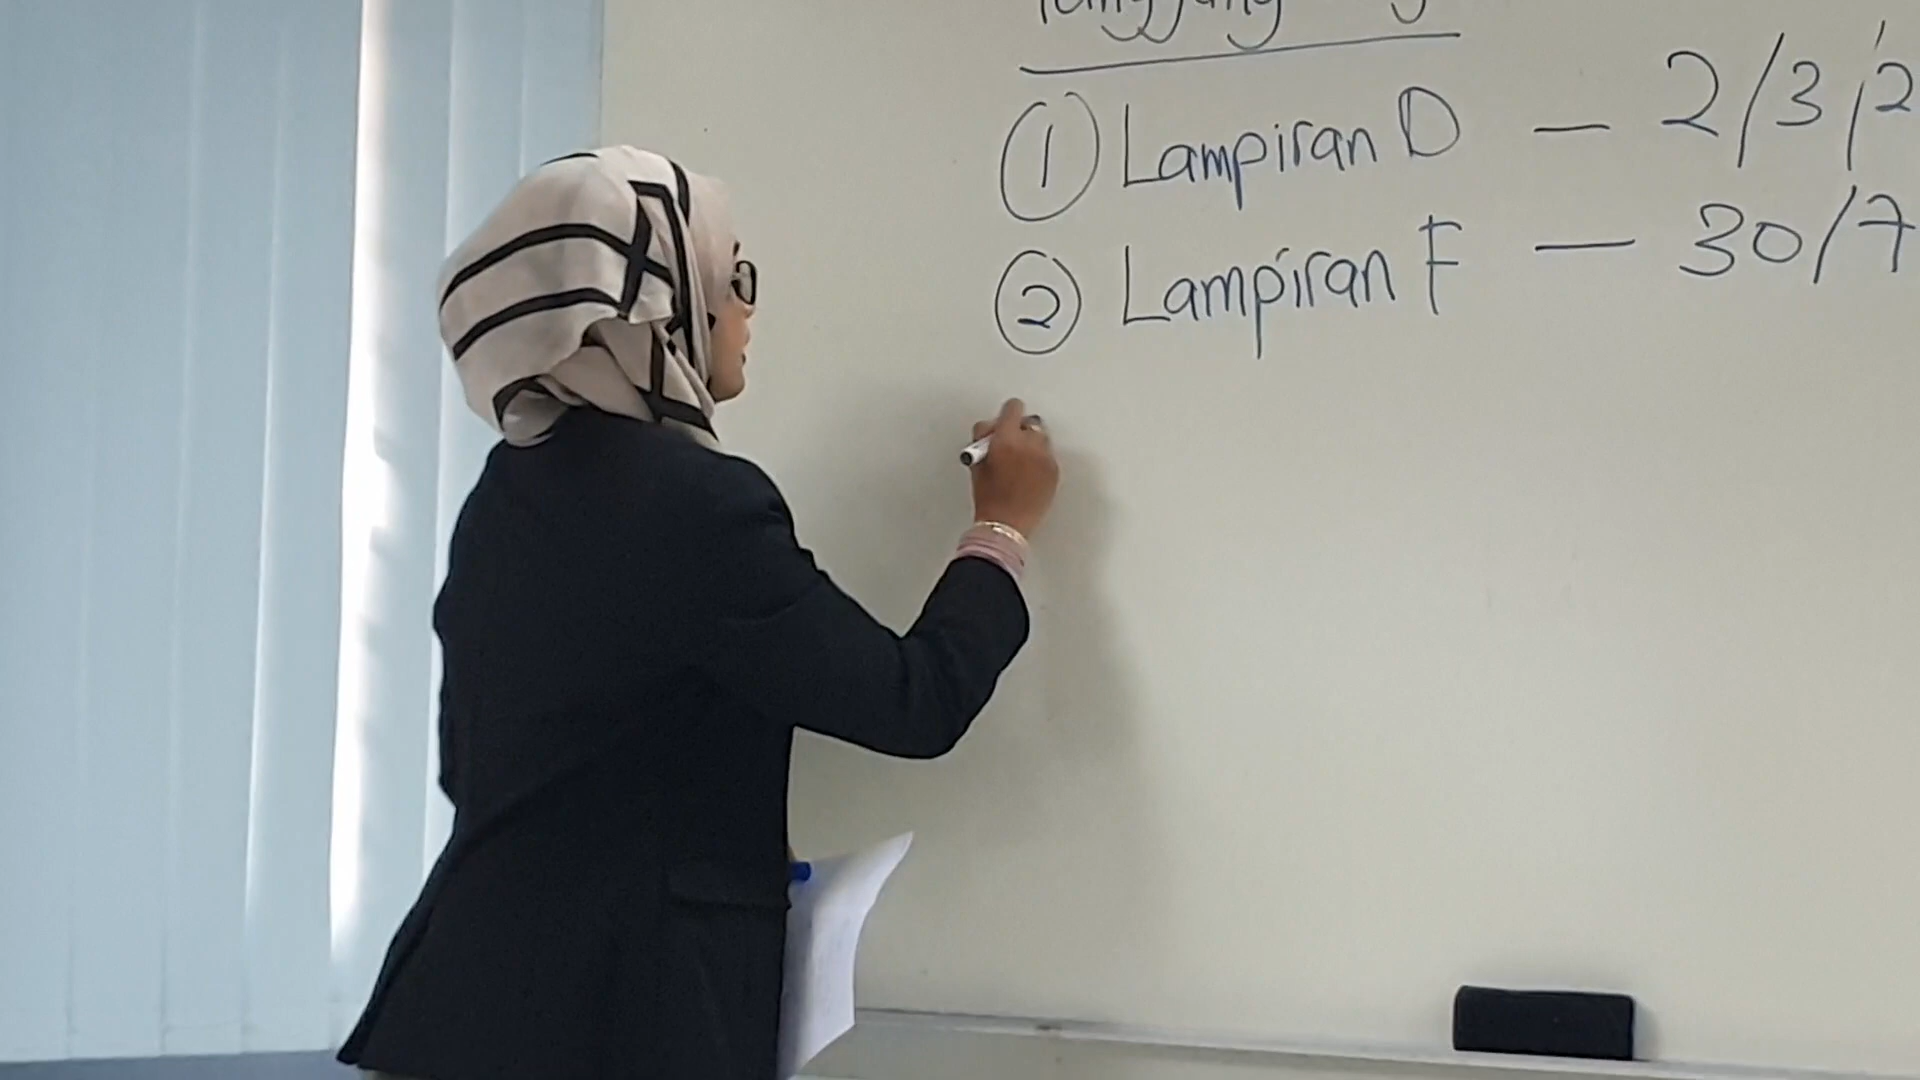 ① Lampiran D — 2/3/2
② Lampiran F — 30/7